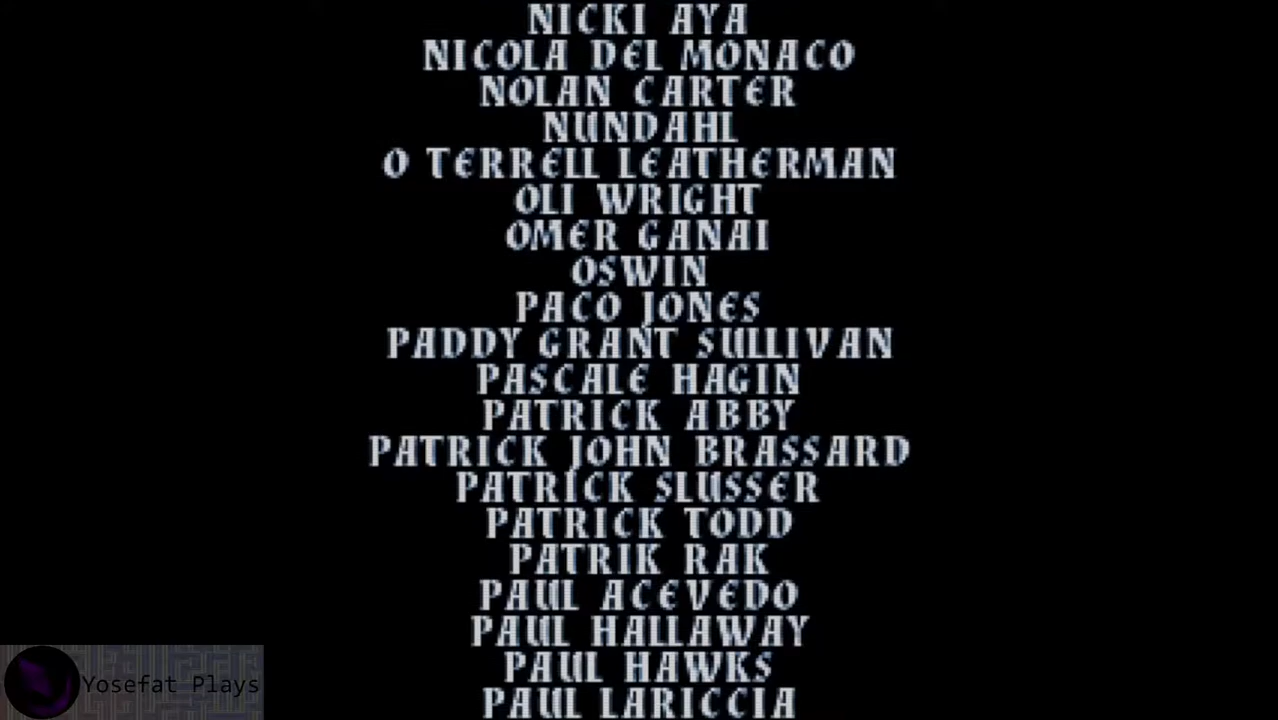 NICKI AYA
NICOLA DEL MONACO
NOLAN CARTER
NUNDAHL
O TERRELL LEATHERMAN
OLI WRIGHT
OMER GANAI
OSWIN
PACO JONES
PADDY GRANT SULLIVAN
PASCALE HAGIN
PATRICK ABBY
PATRICK JOHN BRASSARD
PATRICK SLUSSER
PATRICK TODD
PATRIK RAK
PAUL ACEVEDO
PAUL HALLAWAY
PAUL HAWKS
PAUL LARICCIA
Yosefat Plays